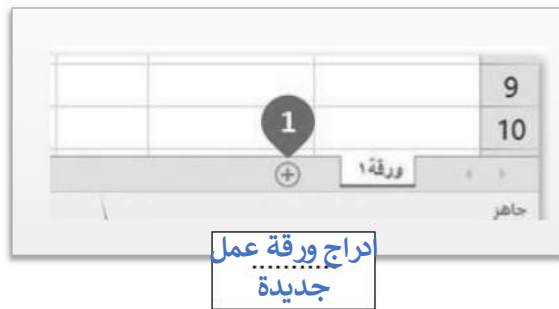 9
10
1
ورقة١
جاهز
ادراج ورقة عمل
..........
جديدة